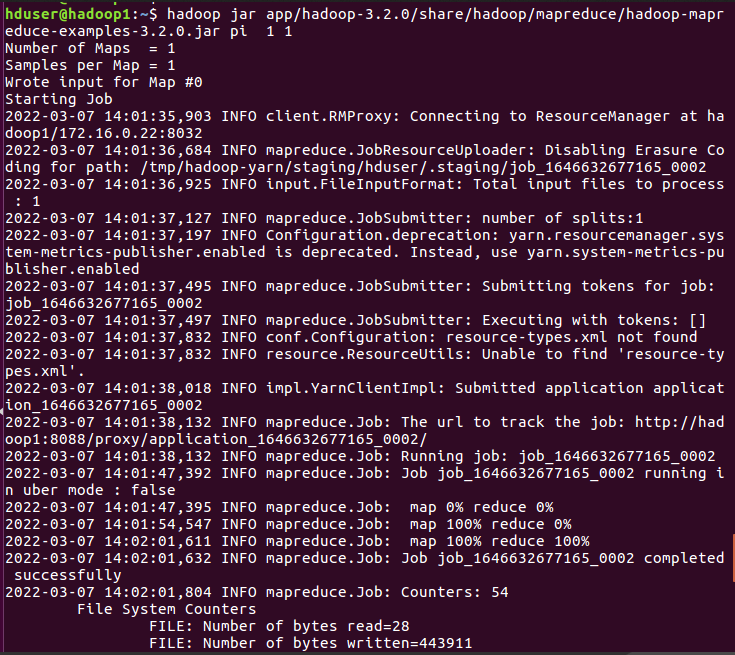 hduser@hadoop1:~$ hadoop jar app/hadoop-3.2.0/share/hadoop/mapreduce/hadoop-mapr
educe-examples-3.2.0.jar pi  1 1
Number of Maps  = 1
Samples per Map = 1
Wrote input for Map #0
Starting Job
2022-03-07 14:01:35,903 INFO client.RMProxy: Connecting to ResourceManager at ha
doop1/172.16.0.22:8032
2022-03-07 14:01:36,684 INFO mapreduce.JobResourceUploader: Disabling Erasure Co
ding for path: /tmp/hadoop-yarn/staging/hduser/.staging/job_1646632677165_0002
2022-03-07 14:01:36,925 INFO input.FileInputFormat: Total input files to process
 : 1
2022-03-07 14:01:37,127 INFO mapreduce.JobSubmitter: number of splits:1
2022-03-07 14:01:37,197 INFO Configuration.deprecation: yarn.resourcemanager.sys
tem-metrics-publisher.enabled is deprecated. Instead, use yarn.system-metrics-pu
blisher.enabled
2022-03-07 14:01:37,495 INFO mapreduce.JobSubmitter: Submitting tokens for job: 
job_1646632677165_0002
2022-03-07 14:01:37,497 INFO mapreduce.JobSubmitter: Executing with tokens: []
2022-03-07 14:01:37,832 INFO conf.Configuration: resource-types.xml not found
2022-03-07 14:01:37,832 INFO resource.ResourceUtils: Unable to find 'resource-ty
pes.xml'.
2022-03-07 14:01:38,018 INFO impl.YarnClientImpl: Submitted application applicat
ion_1646632677165_0002
2022-03-07 14:01:38,132 INFO mapreduce.Job: The url to track the job: http://had
oop1:8088/proxy/application_1646632677165_0002/
2022-03-07 14:01:38,132 INFO mapreduce.Job: Running job: job_1646632677165_0002
2022-03-07 14:01:47,392 INFO mapreduce.Job: Job job_1646632677165_0002 running i
n uber mode : false
2022-03-07 14:01:47,395 INFO mapreduce.Job:  map 0% reduce 0%
2022-03-07 14:01:54,547 INFO mapreduce.Job:  map 100% reduce 0%
2022-03-07 14:02:01,611 INFO mapreduce.Job:  map 100% reduce 100%
2022-03-07 14:02:01,632 INFO mapreduce.Job: Job job_1646632677165_0002 completed
 successfully
2022-03-07 14:02:01,804 INFO mapreduce.Job: Counters: 54
        File System Counters
                FILE: Number of bytes read=28
                FILE: Number of bytes written=443911